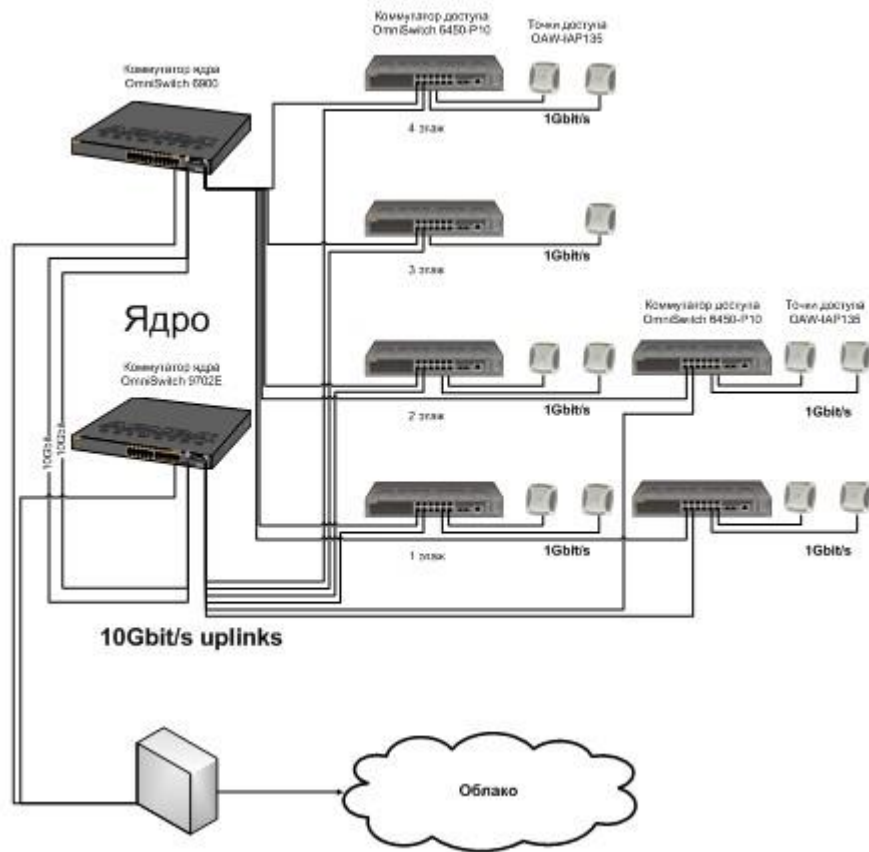 Коммутатор доступа
OmniSwitch 6450-P10
Точки доступа
OAW-IAP135
Коммутатор ядра
OmniSwitch 6900
1Gbit/s
4 этаж
1Gbit/s
3 этаж
Ядро
Коммутатор доступа
OmniSwitch 6450-P10
Точки доступа
OAW-IAP135
Коммутатор ядра
OmniSwitch 9702E
1Gbit/s
1Gbit/s
2 этаж
10Gbit
10Gbit
1Gbit/s
1Gbit/s
1 этаж
10Gbit/s uplinks
Облако